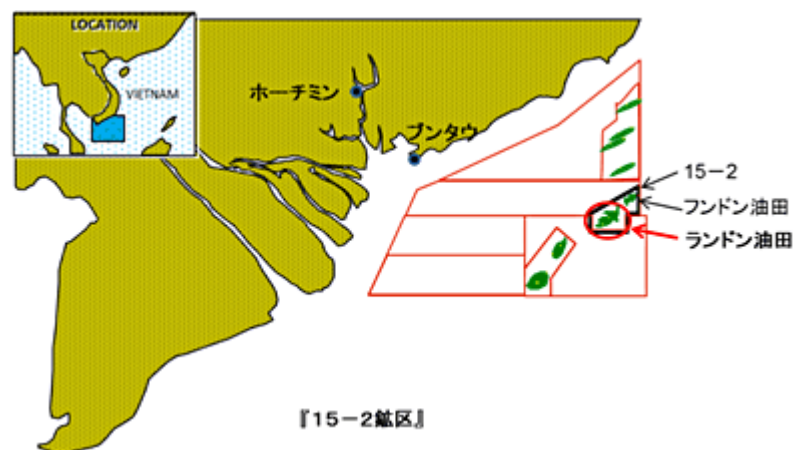 LOCATION
VIETNAM
ホーチミン
ブンタウ
15-2
フンドン油田
ランドン油田
『15-2鉱区』